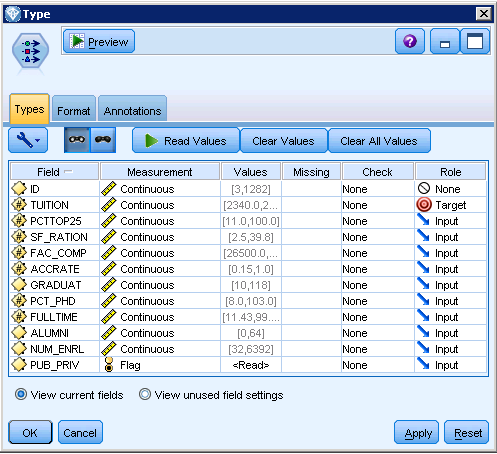 Type
Preview
Types Format Annotations
Read Values Clear Values Clear All Values
Field Measurement Values Missing Check Role
ID Continuous [3,1282] None None
TUITION Continuous [2340.0,2... None Target
PCTTOP25 Continuous [11.0,100.0] None Input
SF_RATION Continuous [2.5,39.8] None Input
FAC_COMP Continuous [26500.0,... None Input
ACCRATE Continuous [0.15,1.0] None Input
GRADUAT Continuous [10,118] None Input
PCT_PHD Continuous [8.0,103.0] None Input
FULLTIME Continuous [11.43,99.... None Input
ALUMNI Continuous [0,64] None Input
NUM_ENRL Continuous [32,6392] None Input
PUB_PRIV Flag <Read> None Input
View current fields View unused field settings
OK Cancel Apply Reset